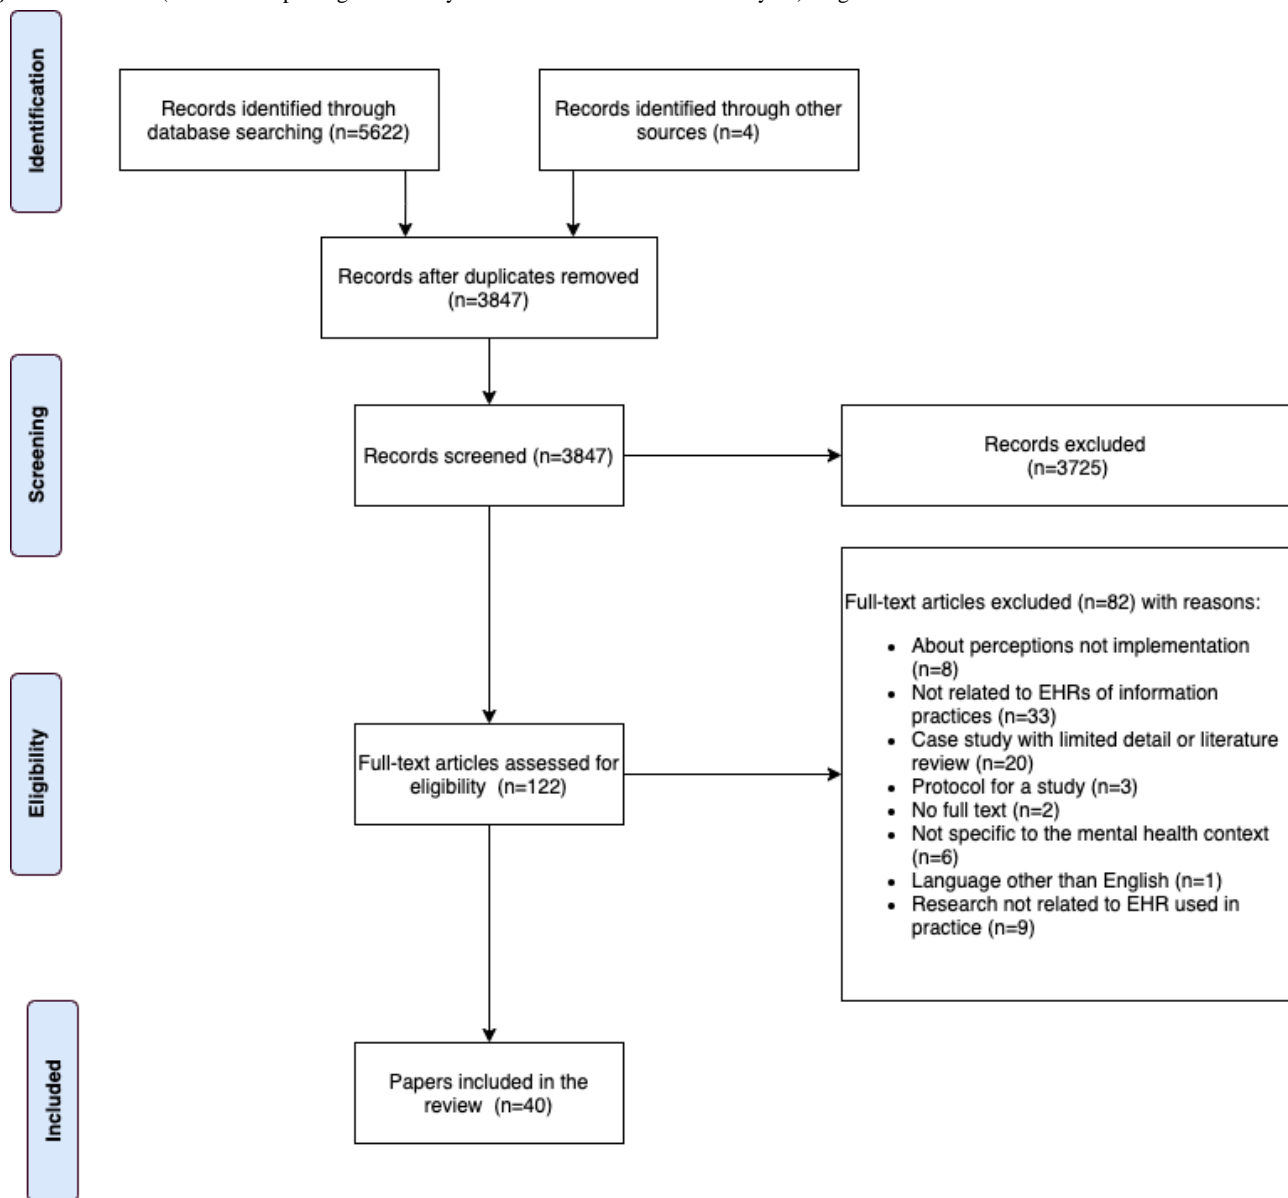 Identification
Records identified through
database searching (n=5622)
Records identified through other
sources (n=4)
Records after duplicates removed
(n=3847)
Screening
Records screened (n=3847)
Records excluded
(n=3725)
Eligibility
Full-text articles assessed for
eligibility (n=122)
Full-text articles excluded (n=82) with reasons:
• About perceptions not implementation
(n=8)
• Not related to EHRs of information
practices (n=33)
• Case study with limited detail or literature
review (n=20)
• Protocol for a study (n=3)
• No full text (n=2)
• Not specific to the mental health context
(n=6)
• Language other than English (n=1)
• Research not related to EHR used in
practice (n=9)
Included
Papers included in the
review (n=40)